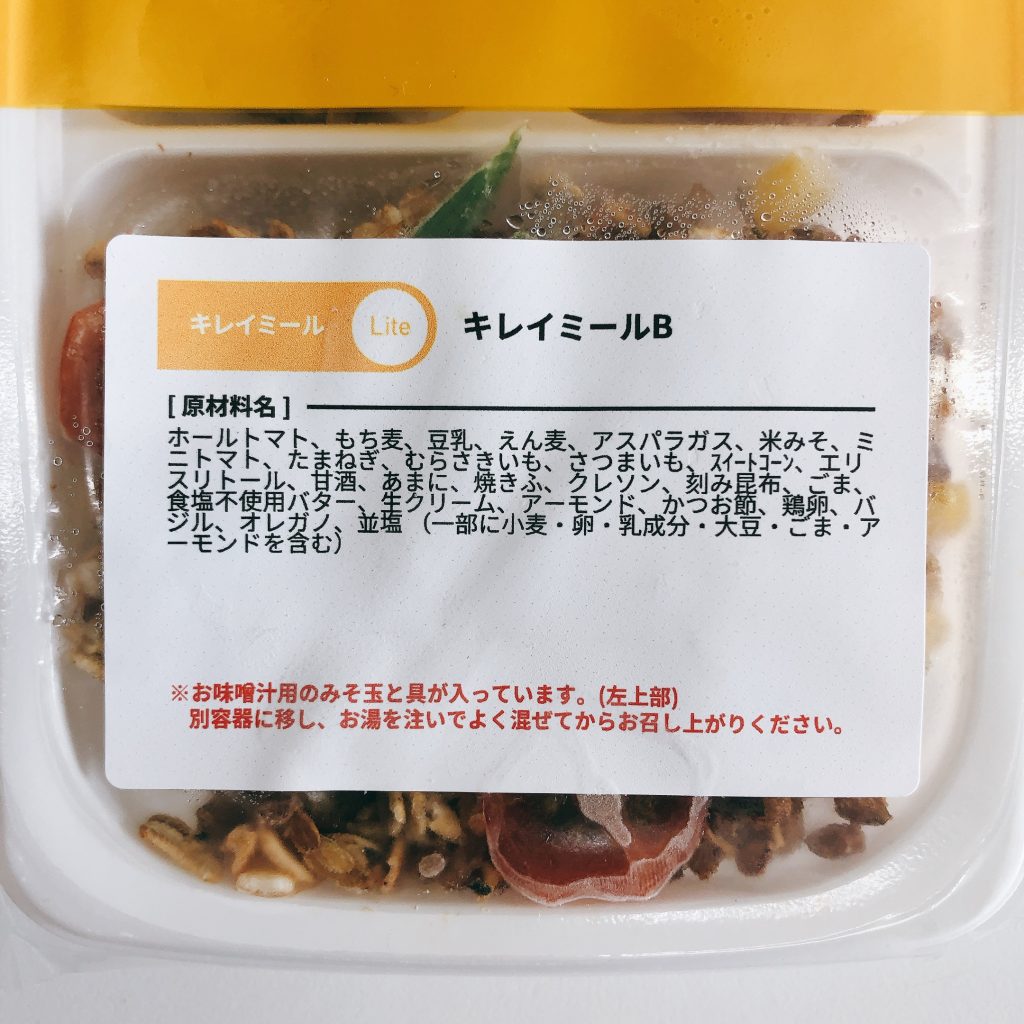 キレイミール Lite キレイミールB
[ 原材料名 ]
ホールトマト、もち麦、豆乳、えん麦、アスパラガス、米みそ、ミ
ニトマト、たまねぎ、むらさきいも、さつまいも、ｽｲｰﾄｺｰﾝ、エリ
スリトール、甘酒、あまに、焼きふ、クレソン、刻み昆布、ごま、
食塩不使用バター、生クリーム、アーモンド、かつお節、鶏卵、バ
ジル、オレガノ、並塩（一部に小麦・卵・乳成分・大豆・ごま・ア
ーモンドを含む）
※お味噌汁用のみそ玉と具が入っています。(左上部)
別容器に移し、お湯を注いでよく混ぜてからお召し上がりください。